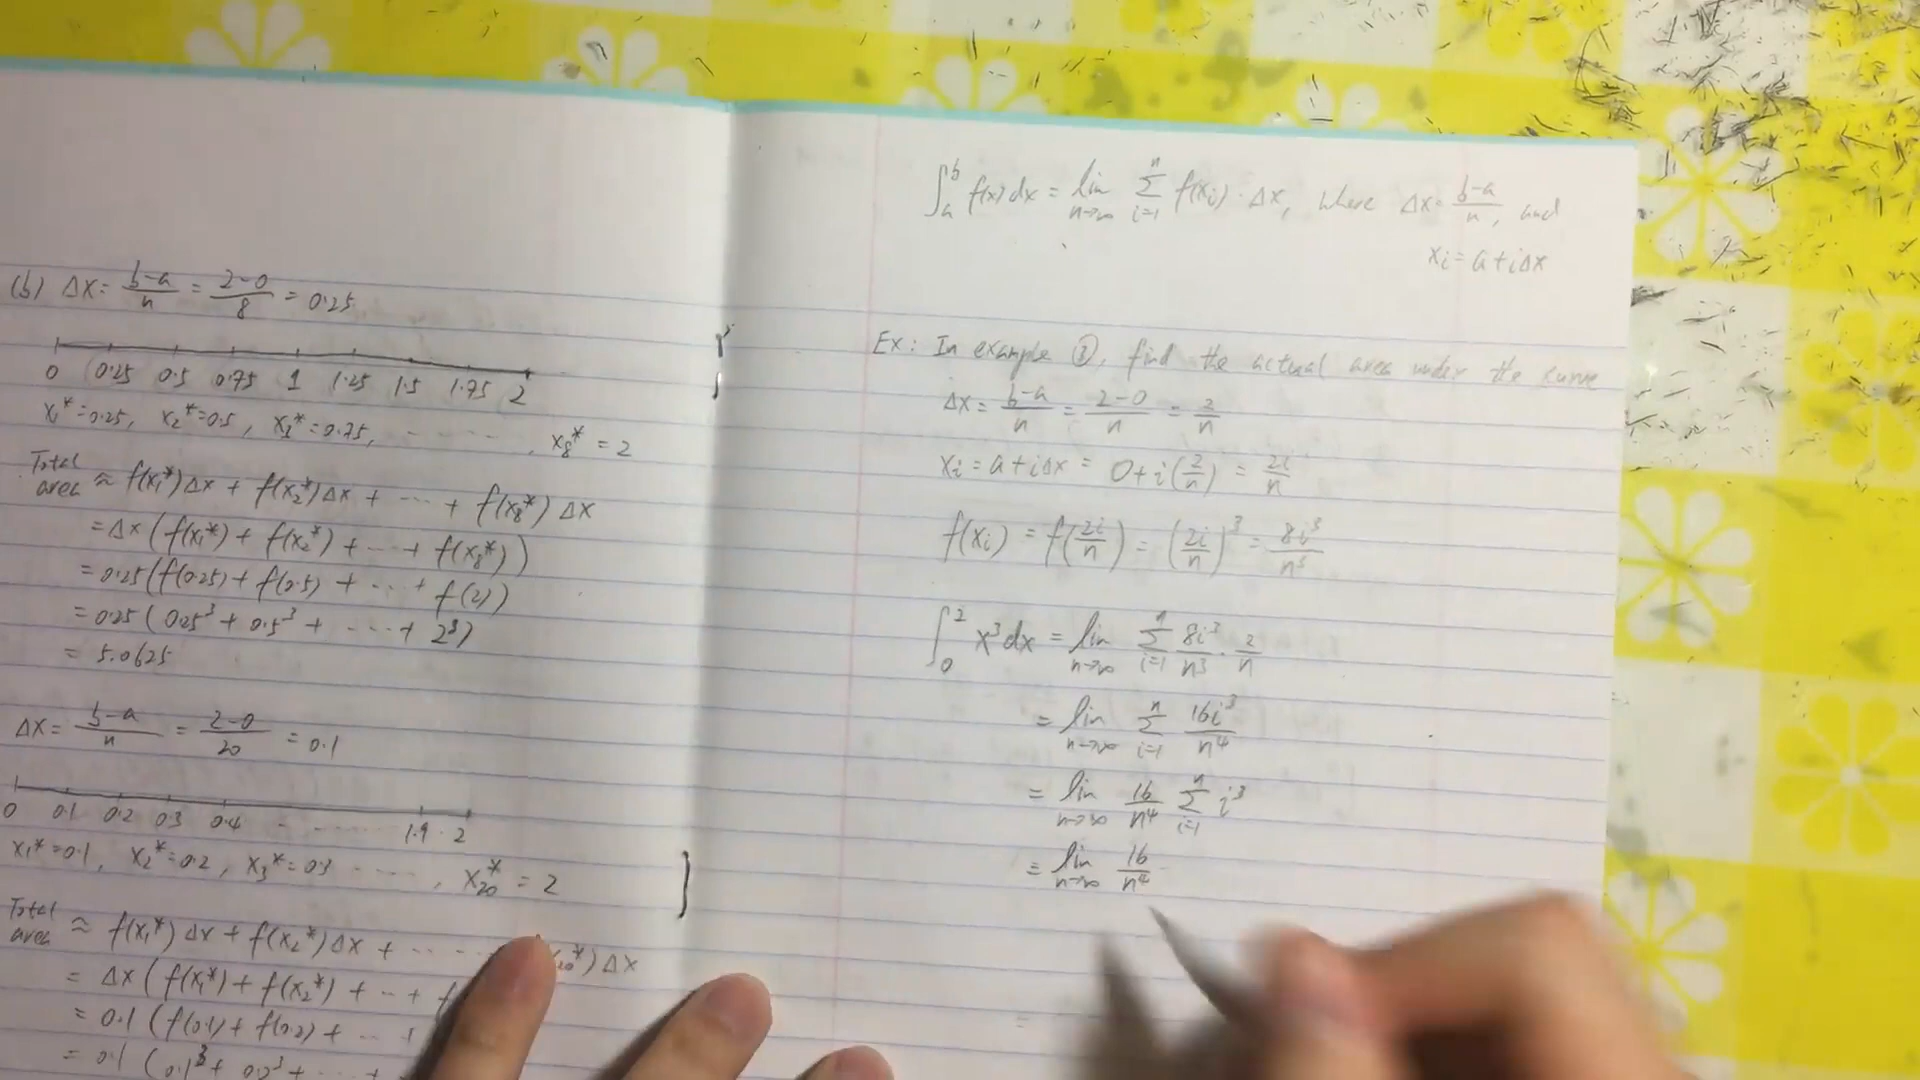 (b) Δx = (b-a)/n = (2-0)/8 = 0.25
0 0.25 0.5 0.75 1 1.25 1.5 1.75 2
x₁* = 0.25, x₂* = 0.5, x₃* = 0.75, ......, x₈* = 2
Total area ≈ f(x₁*)Δx + f(x₂*)Δx + ... + f(x₈*)Δx
= Δx (f(x₁*) + f(x₂*) + ... + f(x₈*))
= 0.25 (f(0.25) + f(0.5) + ... + f(2))
= 0.25 (0.25³ + 0.5³ + .... + 2³)
= 5.0625
Δx = (b-a)/n = (2-0)/20 = 0.1
0 0.1 0.2 0.3 0.4 ...... 1.9 2
x₁* = 0.1, x₂* = 0.2, x₃* = 0.3 ....., x₂₀* = 2
Total area ≈ f(x₁*)Δx + f(x₂*)Δx + ....
= Δx (f(x₁*) + f(x₂*) + ... + f
= 0.1 (f(0.1) + f(0.2) + ... +
= 0.1 (0.1³ + 0.2³ + ... +
∫ₐᵇ f(x)dx = lim n→∞ Σ i=1 n f(xᵢ)·Δx, where Δx = (b-a)/n, and
xᵢ = a + iΔx
Ex: In example ③, find the actual area under the curve
Δx = (b-a)/n = (2-0)/n = 2/n
xᵢ = a + iΔx = 0 + i(2/n) = 2i/n
f(xᵢ) = f(2i/n) = (2i/n)³ = 8i³/n³
∫₀² x³dx = lim n→∞ Σ i=1 n 8i³/n³ · 2/n
= lim n→∞ Σ i=1 n 16i³/n⁴
= lim n→∞ 16/n⁴ Σ i=1 n i³
= lim n→∞ 16/n⁴